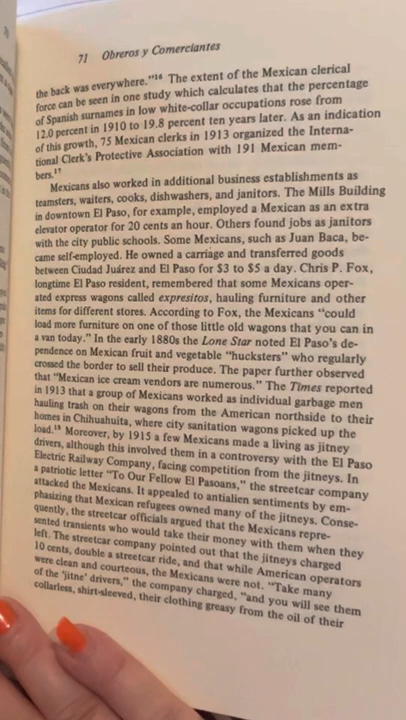 71 Obreros y Comerciantes
the back was everywhere."16 The extent of the Mexican clerical
force can be seen in one study which calculates that the percentage
of Spanish surnames in low white-collar occupations rose from
12.0 percent in 1910 to 19.8 percent ten years later. As an indication
of this growth, 75 Mexican clerks in 1913 organized the Interna-
tional Clerk's Protective Association with 191 Mexican mem-
bers.17
Mexicans also worked in additional business establishments as
teamsters, waiters, cooks, dishwashers, and janitors. The Mills Building
in downtown El Paso, for example, employed a Mexican as an extra
elevator operator for 20 cents an hour. Others found jobs as janitors
with the city public schools. Some Mexicans, such as Juan Baca, be-
came self-employed. He owned a carriage and transferred goods
between Ciudad Juárez and El Paso for $3 to $5 a day. Chris P. Fox,
longtime El Paso resident, remembered that some Mexicans oper-
ated express wagons called expresitos, hauling furniture and other
items for different stores. According to Fox, the Mexicans "could
load more furniture on one of those little old wagons that you can in
a van today." In the early 1880s the Lone Star noted El Paso's de-
pendence on Mexican fruit and vegetable "hucksters" who regularly
crossed the border to sell their produce. The paper further observed
that "Mexican ice cream vendors are numerous." The Times reported
in 1913 that a group of Mexicans worked as individual garbage men
hauling trash on their wagons from the American northside to their
homes in Chihuahuita, where city sanitation wagons picked up the
load.18 Moreover, by 1915 a few Mexicans made a living as jitney
drivers, although this involved them in a controversy with the El Paso
Electric Railway Company, facing competition from the jitneys. In
a patriotic letter "To Our Fellow El Pasoans," the streetcar company
attacked the Mexicans. It appealed to antialien sentiments by em-
phasizing that Mexican refugees owned many of the jitneys. Conse-
quently, the streetcar officials argued that the Mexicans repre-
sented transients who would take their money with them when they
left. The streetcar company pointed out that the jitneys charged
10 cents, double a streetcar ride, and that while American operators
were clean and courteous, the Mexicans were not. "Take many
of the 'jitne' drivers," the company charged, "and you will see them
collarless, shirt-sleeved, their clothing greasy from the oil of their